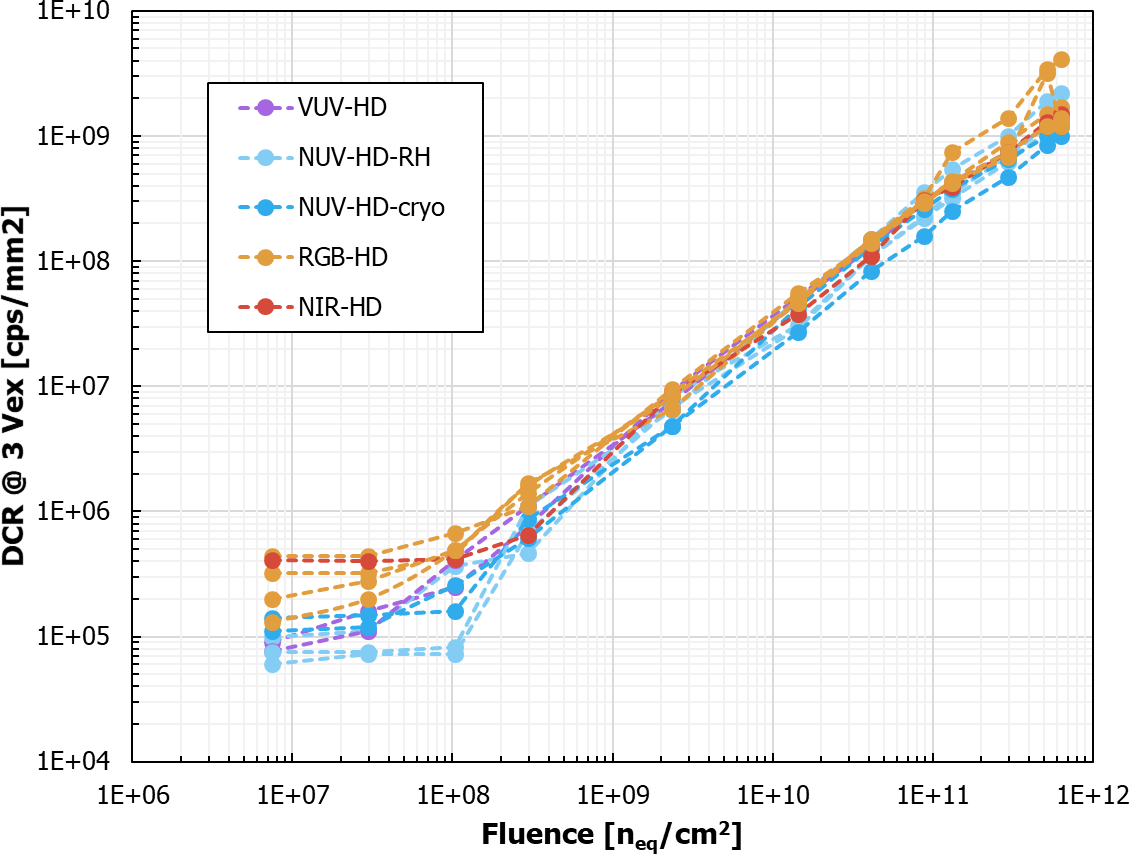 1E+10
1E+09
1E+08
1E+07
1E+06
1E+05
1E+04
DCR @ 3 Vex [cps/mm2]
VUV-HD
NUV-HD-RH
NUV-HD-cryo
RGB-HD
NIR-HD
1E+06 1E+07 1E+08 1E+09 1E+10 1E+11 1E+12
Fluence [n_eq/cm²]